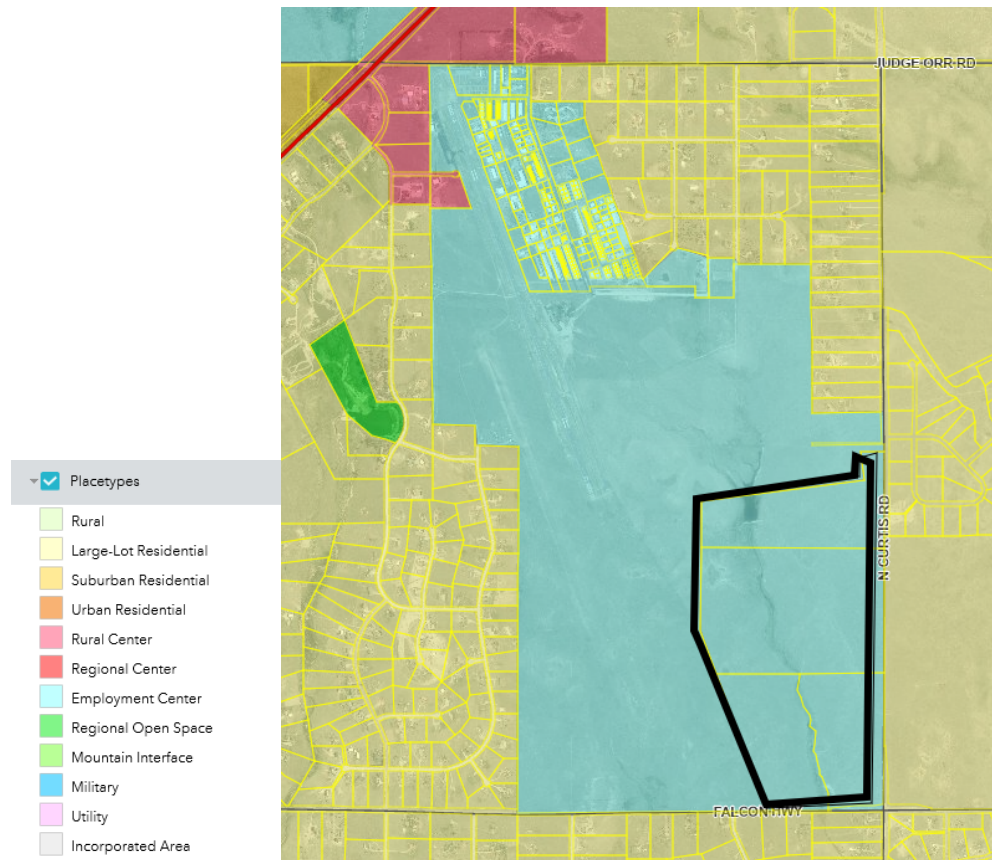 JUDGE ORR RD
N CURTIS RD
FALCON HWY
Placetypes
Rural
Large-Lot Residential
Suburban Residential
Urban Residential
Rural Center
Regional Center
Employment Center
Regional Open Space
Mountain Interface
Military
Utility
Incorporated Area